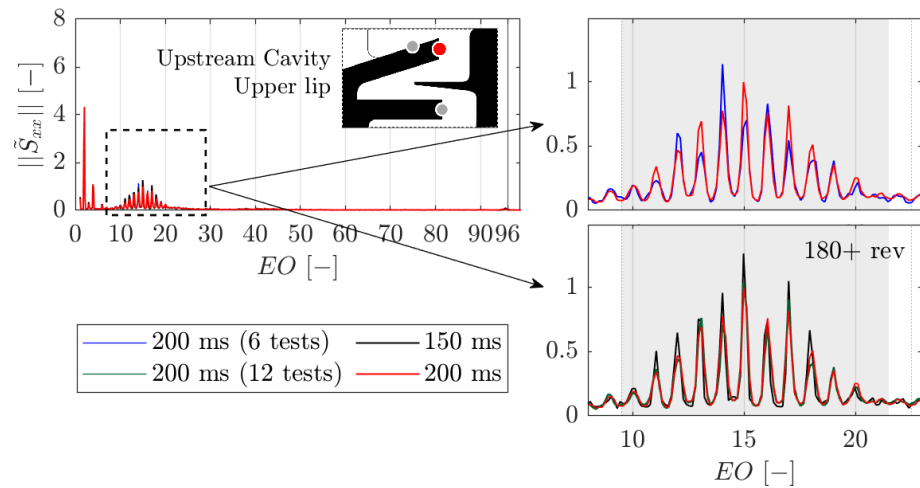 8
6
4
2
0
||S̃xx|| [-]
Upstream Cavity
Upper lip
0 10 20 30 40 50 60 70 80 90 96
EO [-]
1
0.5
0
180+ rev
1
0.5
0
10 15 20
EO [-]
200 ms (6 tests) 150 ms
200 ms (12 tests) 200 ms